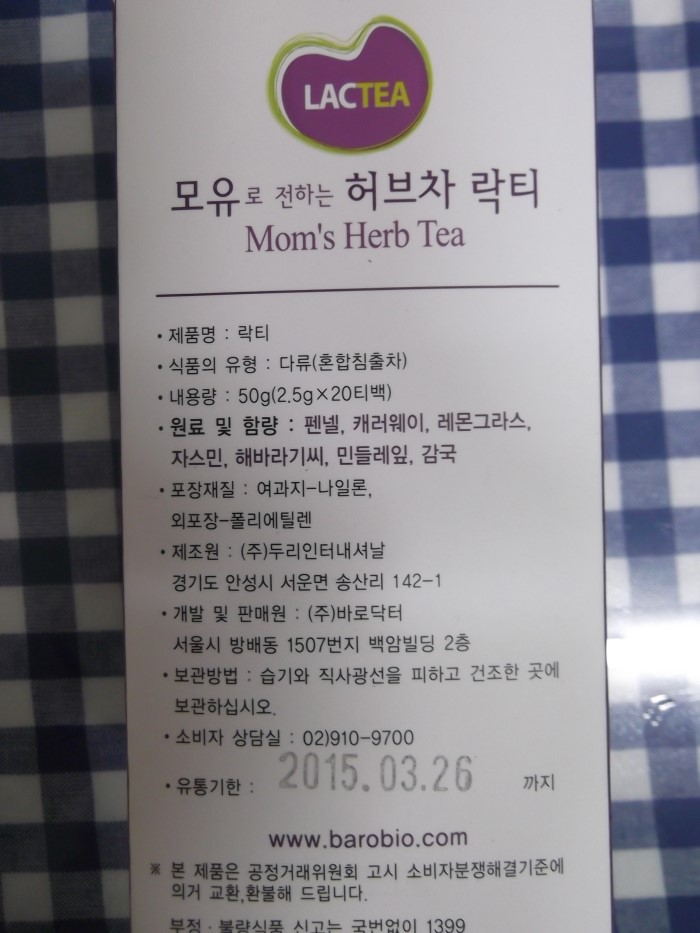 LACTEA
모유로 전하는 허브차 락티
Mom's Herb Tea
• 제품명 : 락티
• 식품의 유형 : 다류(혼합침출차)
• 내용량 : 50g(2.5g×20티백)
• 원료 및 함량 : 펜넬, 캐러웨이, 레몬그라스,
자스민, 해바라기씨, 민들레잎, 감국
• 포장재질 : 여과지-나일론,
외포장-폴리에틸렌
• 제조원 : (주)두리인터내셔날
경기도 안성시 서운면 송산리 142-1
• 개발 및 판매원 : (주)바로닥터
서울시 방배동 1507번지 백암빌딩 2층
• 보관방법 : 습기와 직사광선을 피하고 건조한 곳에
보관하십시오.
• 소비자 상담실 : 02)910-9700
• 유통기한 : 2015.03.26 까지
www.barobio.com
※ 본 제품은 공정거래위원회 고시 소비자분쟁해결기준에
의거 교환,환불해 드립니다.
부정·불량식품 신고는 국번없이 1399